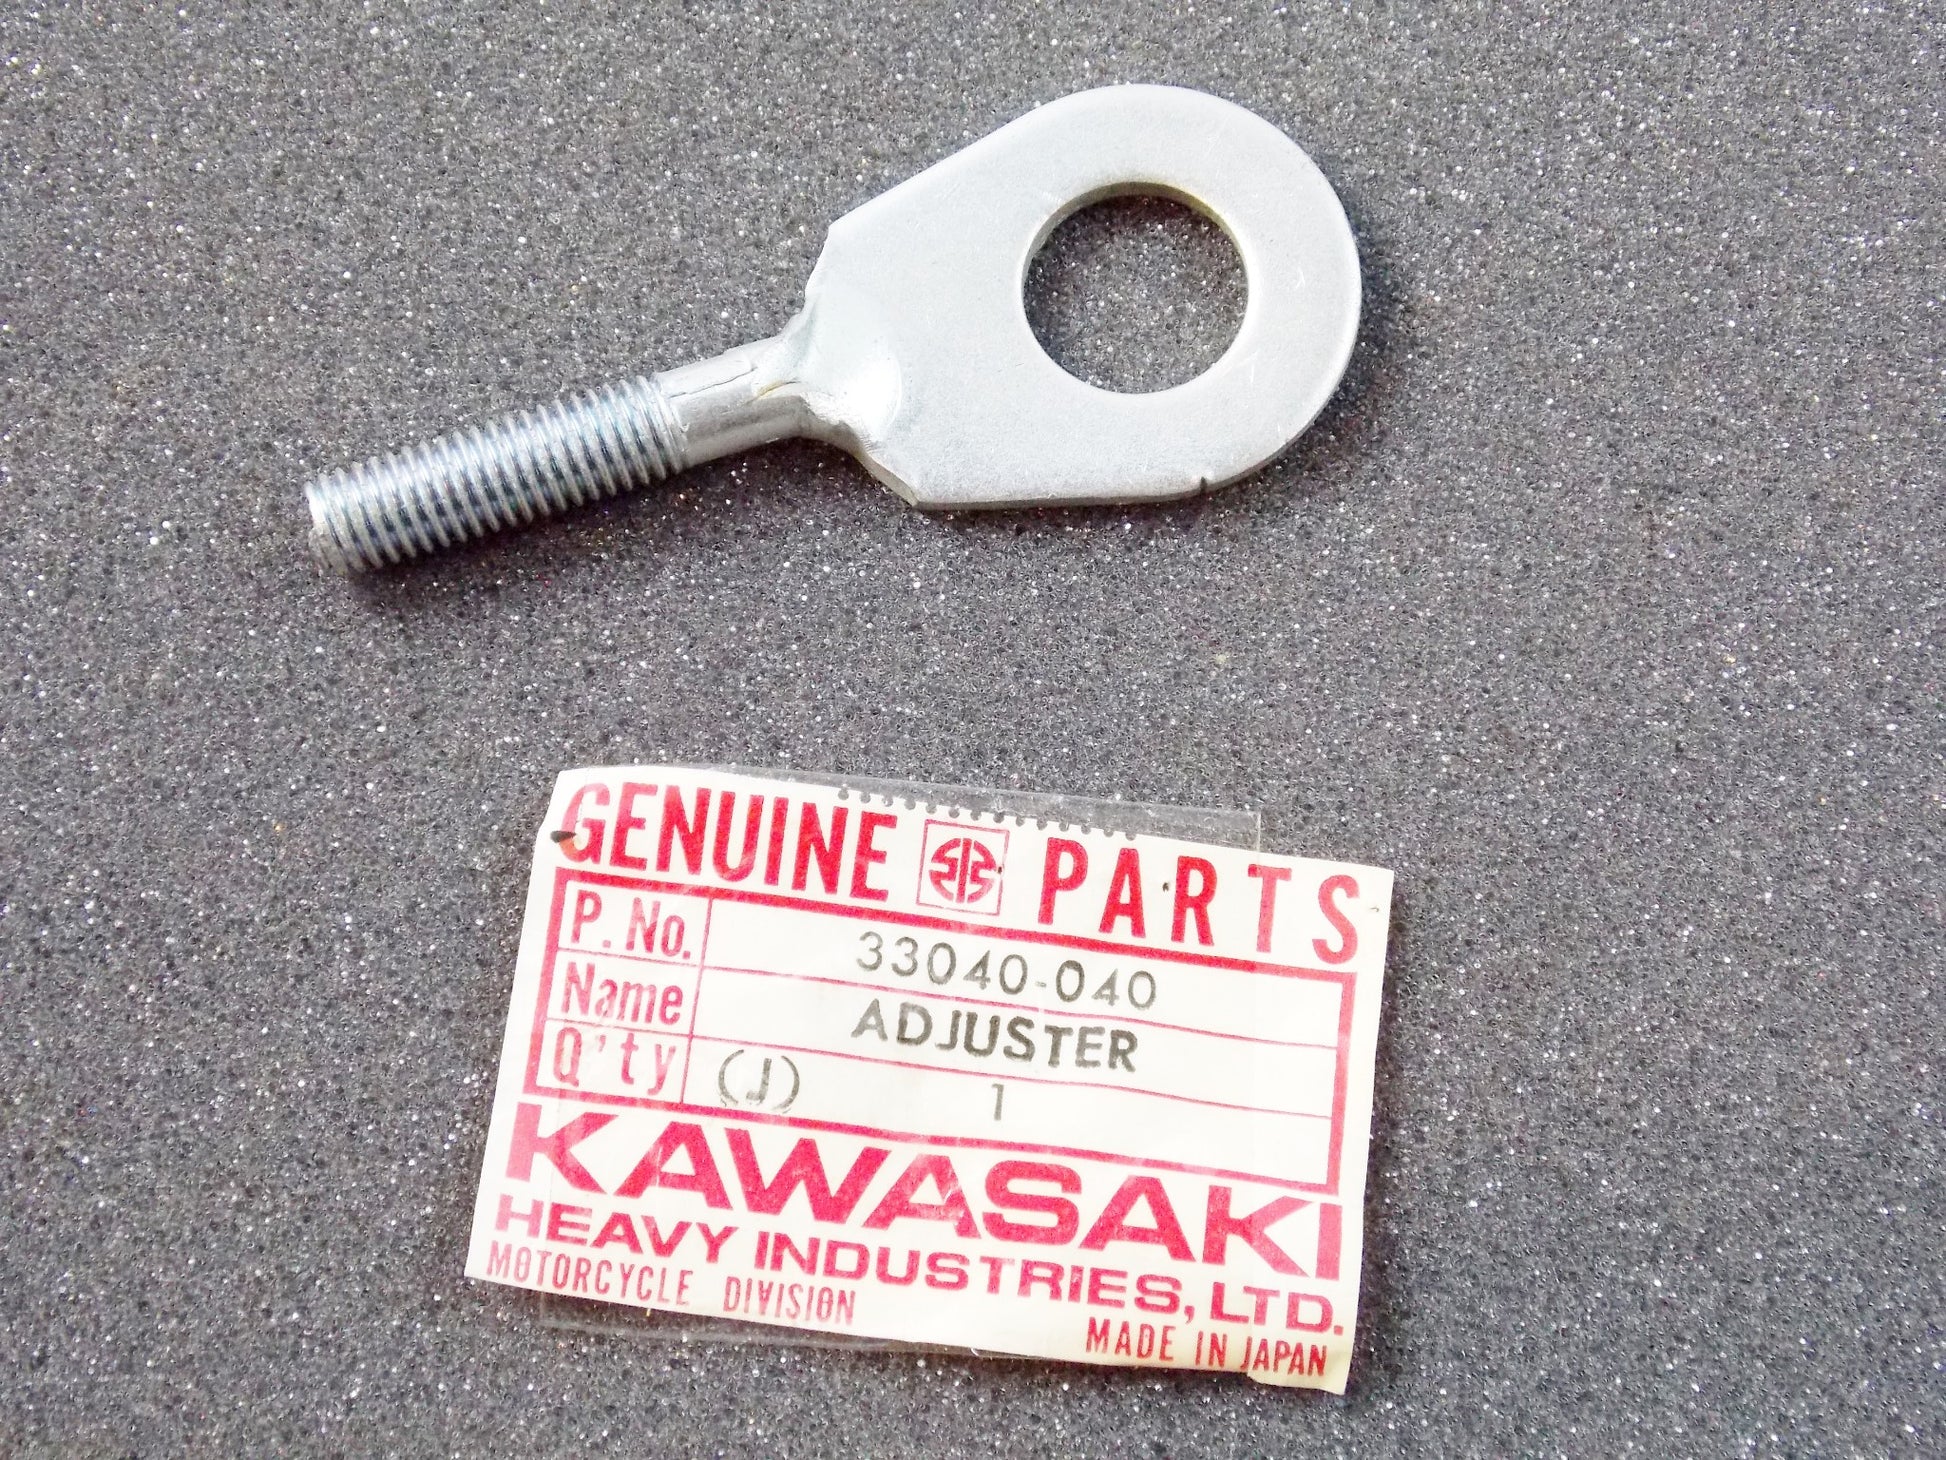 GENUINE PARTS
P. No. 33040-040
Name ADJUSTER
Q'ty (J) 1
KAWASAKI
HEAVY INDUSTRIES, LTD.
MOTORCYCLE DIVISION
MADE IN JAPAN